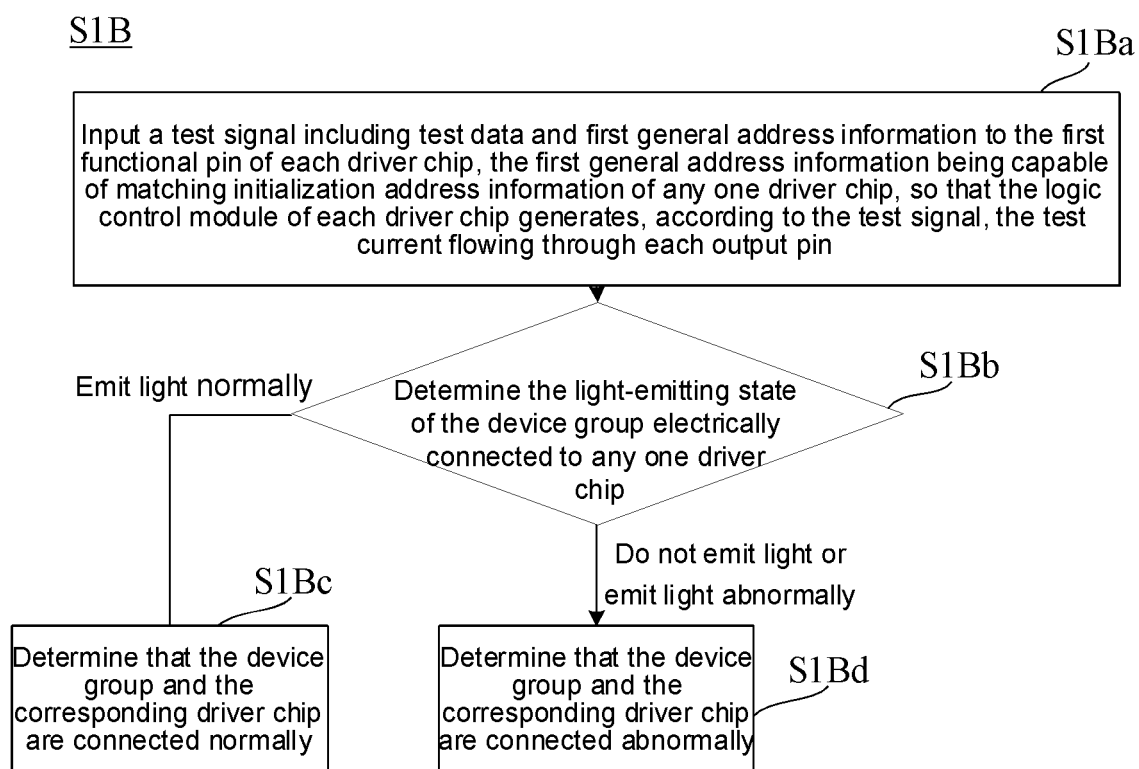 S1B
S1Ba
Input a test signal including test data and first general address information to the first
functional pin of each driver chip, the first general address information being capable
of matching initialization address information of any one driver chip, so that the logic
control module of each driver chip generates, according to the test signal, the test
current flowing through each output pin
Emit light normally
S1Bb
Determine the light-emitting state
of the device group electrically
connected to any one driver
chip
Do not emit light or
emit light abnormally
S1Bc
Determine that the device
group and the
corresponding driver chip
are connected normally
S1Bd
Determine that the device
group and the
corresponding driver chip
are connected abnormally